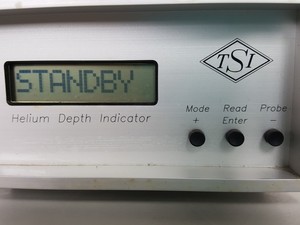 STANDBY
TSI
Helium Depth Indicator
Mode Read Probe
+ Enter -